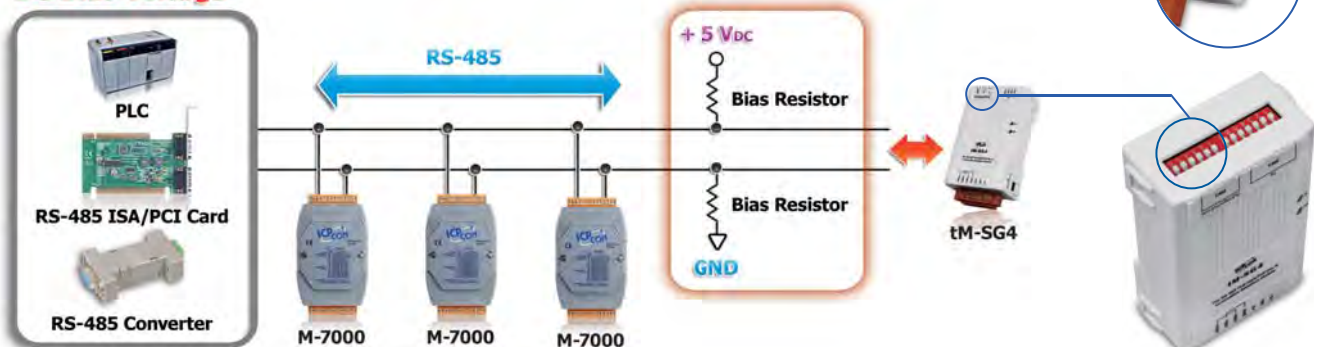 PLC
RS-485 ISA/PCI Card
RS-485 Converter
RS-485
M-7000
M-7000
M-7000
+ 5 VDC
Bias Resistor
Bias Resistor
GND
tM-SG4